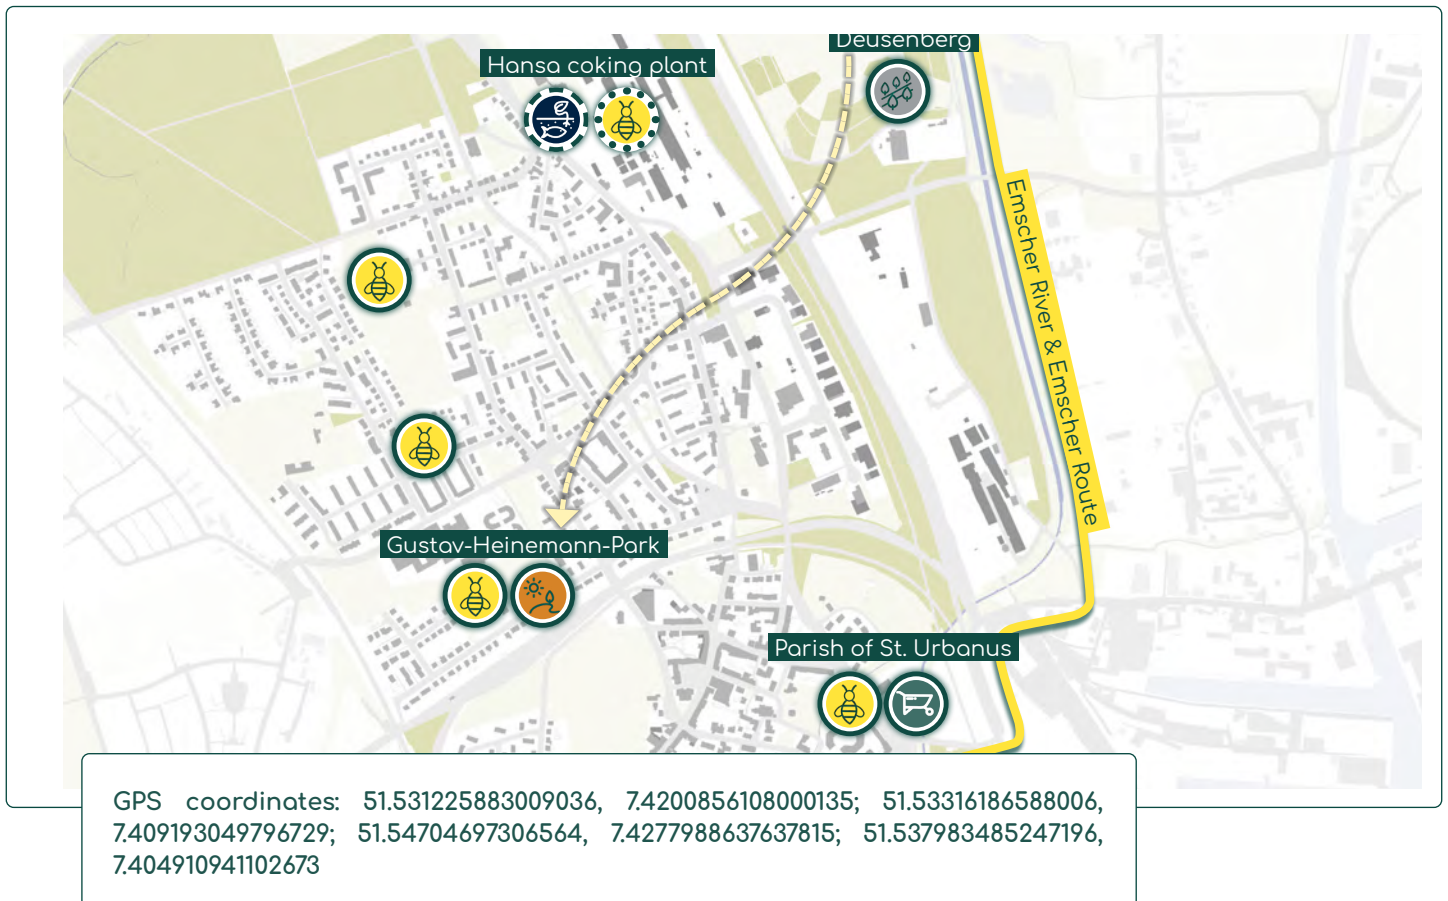 Deusenberg
Hansa coking plant
Emscher River & Emscher Route
Gustav-Heinemann-Park
Parish of St. Urbanus
GPS coordinates: 51.531225883009036, 7.4200856108000135; 51.53316186588006,
7.409193049796729; 51.54704697306564, 7.4277988637637815; 51.537983485247196,
7.404910941102673